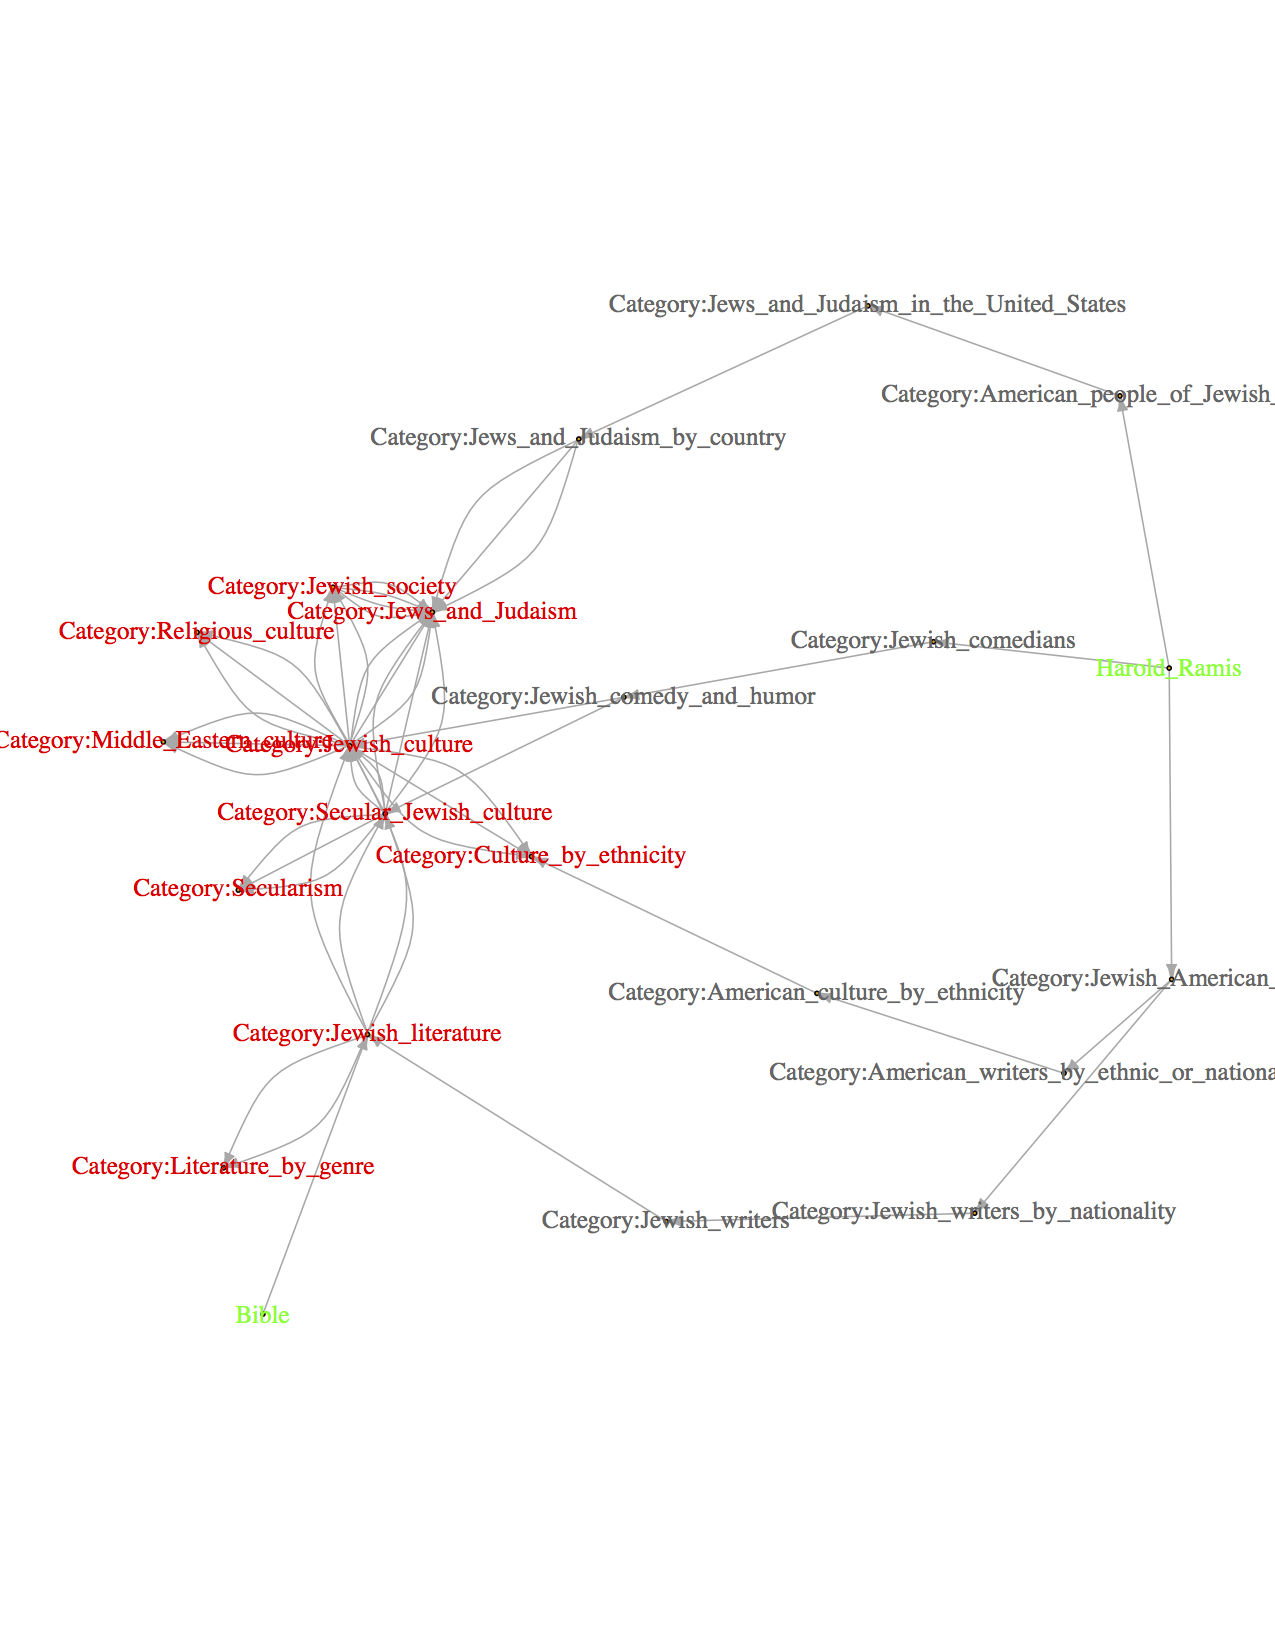 Category:Jews_and_Judaism_in_the_United_States
Category:American_people_of_Jewish_
Category:Jews_and_Judaism_by_country
Category:Jewish_society
Category:Jews_and_Judaism
Category:Religious_culture
Category:Jewish_comedians
Harold_Ramis
Category:Jewish_comedy_and_humor
Category:Middle_Eastern_culture
Category:Jewish_culture
Category:Secular_Jewish_culture
Category:Culture_by_ethnicity
Category:Secularism
Category:Jewish_American_
Category:American_culture_by_ethnicity
Category:Jewish_literature
Category:American_writers_by_ethnic_or_nationa
Category:Literature_by_genre
Category:Jewish_writers_by_nationality
Category:Jewish_writers
Bible